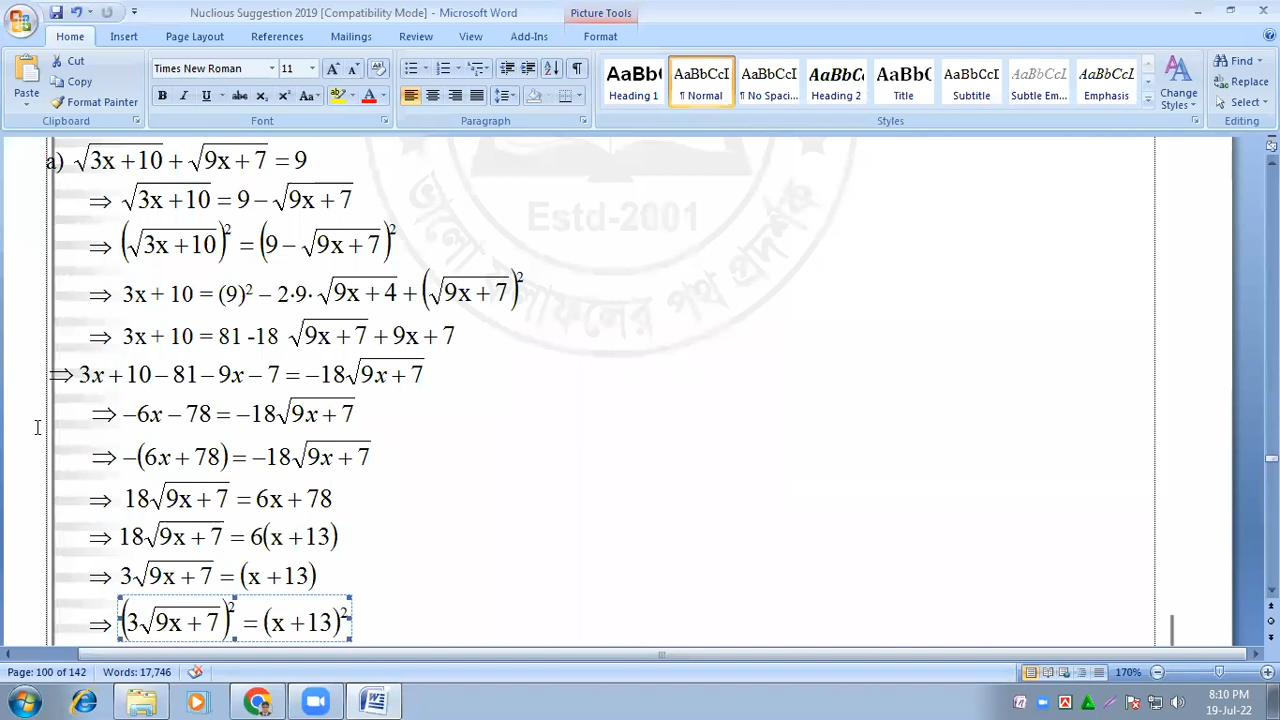 Nuclious Suggestion 2019 [Compatibility Mode] - Microsoft Word
Picture Tools
Home Insert Page Layout References Mailings Review View Add-Ins Format
Paste
Cut
Copy
Format Painter
Clipboard
Times New Roman 11
Font
Paragraph
AaBbC Heading 1
AaBbCcI ¶ Normal
AaBbCcI ¶ No Spaci...
AaBbCc Heading 2
AaBbC Title
AaBbCcI Subtitle
AaBbCcI Subtle Em...
AaBbCcI Emphasis
Styles
Change Styles
Find
Replace
Select
Editing
a) √(3x+10) + √(9x+7) = 9
⇒ √(3x+10) = 9 − √(9x+7)
⇒ (√(3x+10))² = (9 − √(9x+7))²
⇒ 3x + 10 = (9)² − 2·9· √(9x+4) + (√(9x+7))²
⇒ 3x + 10 = 81 -18 √(9x+7) + 9x + 7
⇒ 3x + 10 − 81 − 9x − 7 = −18√(9x+7)
⇒ −6x − 78 = −18√(9x+7)
⇒ −(6x + 78) = −18√(9x+7)
⇒ 18√(9x+7) = 6x + 78
⇒ 18√(9x+7) = 6(x + 13)
⇒ 3√(9x+7) = (x + 13)
⇒ (3√(9x+7))² = (x + 13)²
Estd-2001
পথ
Page: 100 of 142 Words: 17,746
170%
8:10 PM
19-Jul-22